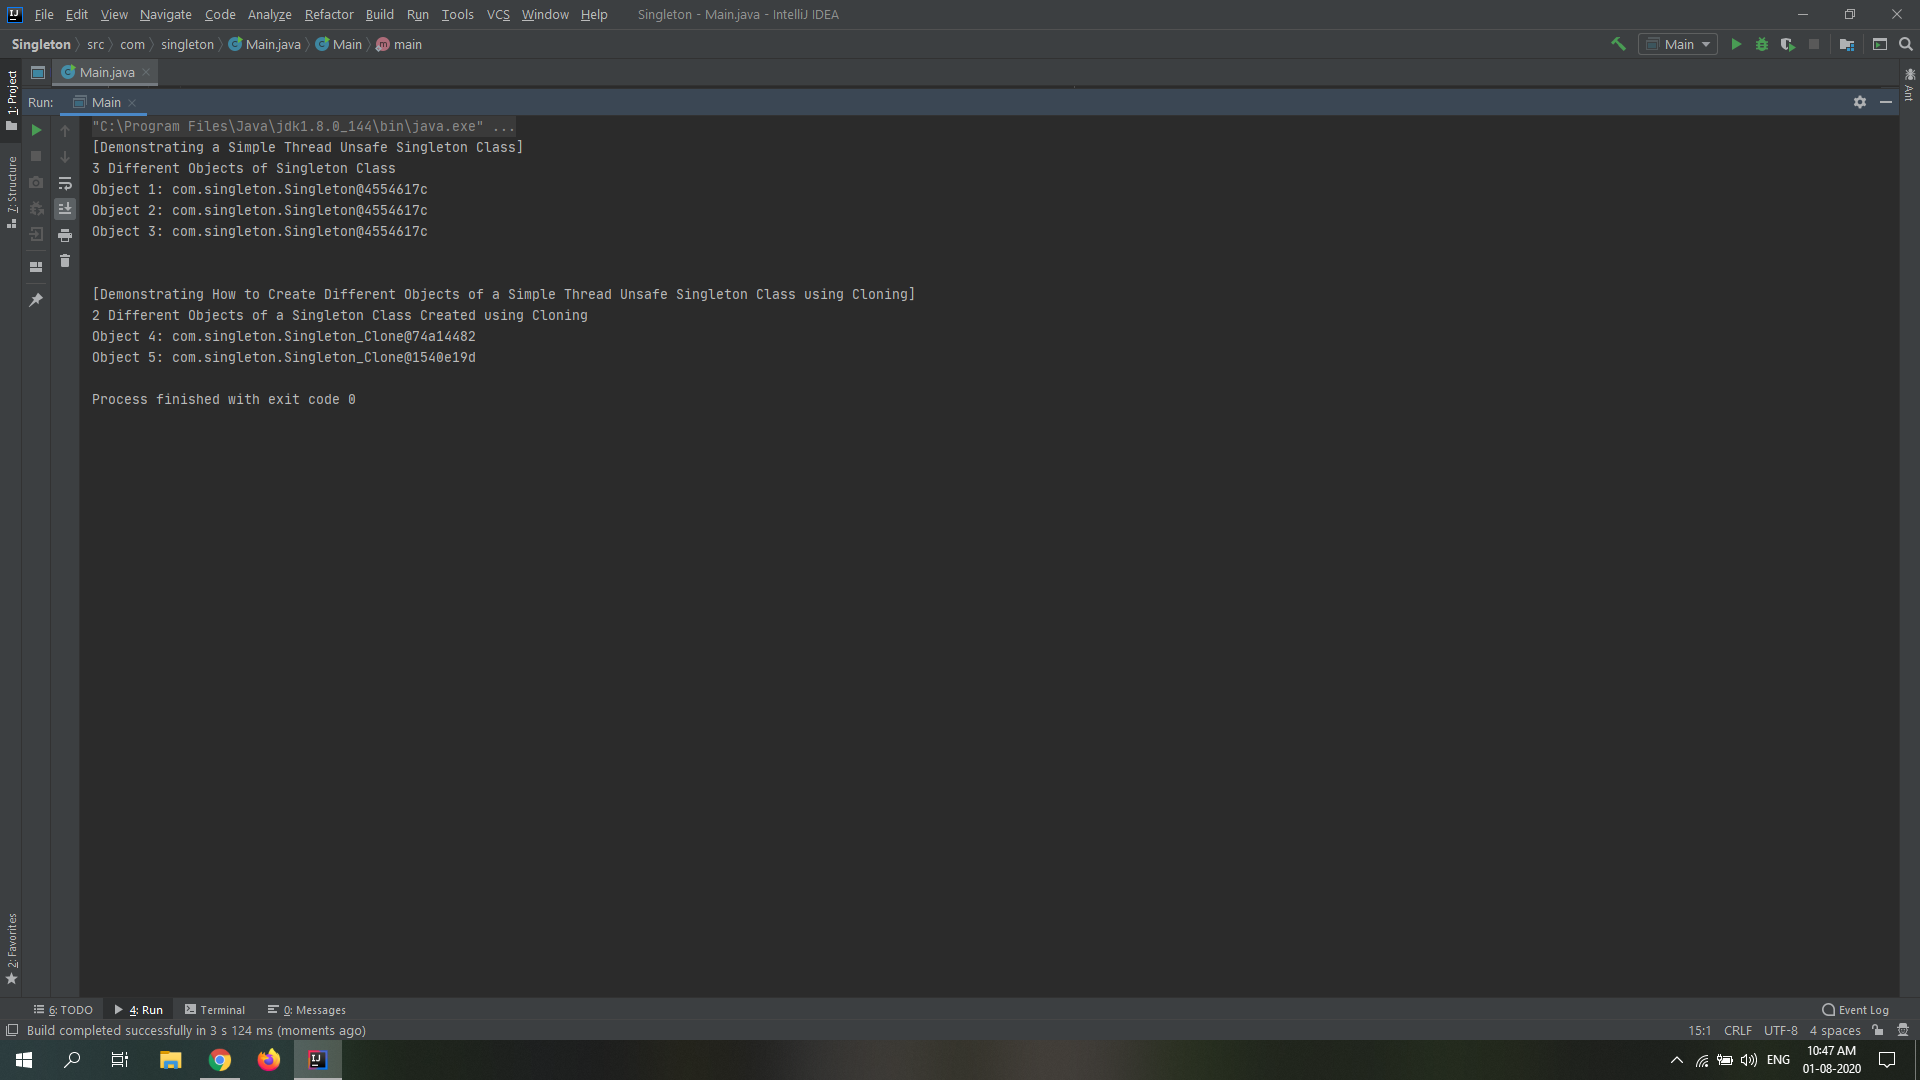 File Edit View Navigate Code Analyze Refactor Build Run Tools VCS Window Help Singleton - Main.java - IntelliJ IDEA
Singleton src com singleton Main.java Main main Main
1: Project
Main.java
Ant
Run: Main
"C:\Program Files\Java\jdk1.8.0_144\bin\java.exe" ...
[Demonstrating a Simple Thread Unsafe Singleton Class]
3 Different Objects of Singleton Class
Object 1: com.singleton.Singleton@4554617c
Object 2: com.singleton.Singleton@4554617c
Object 3: com.singleton.Singleton@4554617c
7: Structure
[Demonstrating How to Create Different Objects of a Simple Thread Unsafe Singleton Class using Cloning]
2 Different Objects of a Singleton Class Created using Cloning
Object 4: com.singleton.Singleton_Clone@74a14482
Object 5: com.singleton.Singleton_Clone@1540e19d
Process finished with exit code 0
2: Favorites
6: TODO 4: Run Terminal 0: Messages Event Log
Build completed successfully in 3 s 124 ms (moments ago) 15:1 CRLF UTF-8 4 spaces
ENG 10:47 AM
01-08-2020